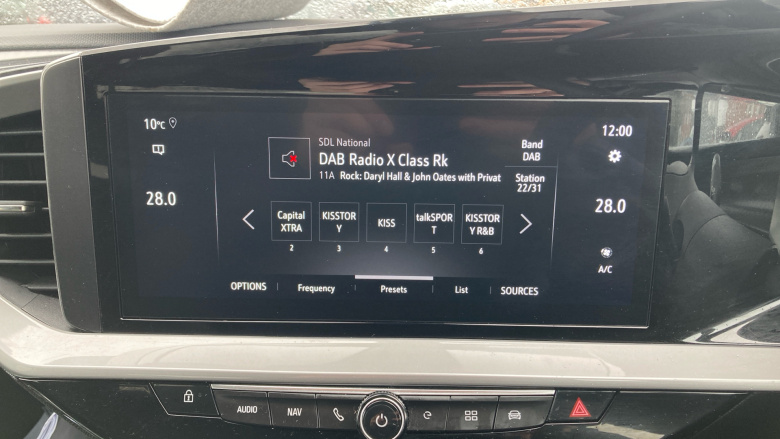 10°C
12:00
SDL National
DAB Radio X Class Rk
11A Rock: Daryl Hall & John Oates with Privat
Band
DAB
Station
22/31
28.0
28.0
Capital
XTRA
KISSTOR
Y
KISS
talkSPOR
T
KISSTOR
Y R&B
2
3
4
5
6
A/C
OPTIONS
Frequency
Presets
List
SOURCES
AUDIO
NAV